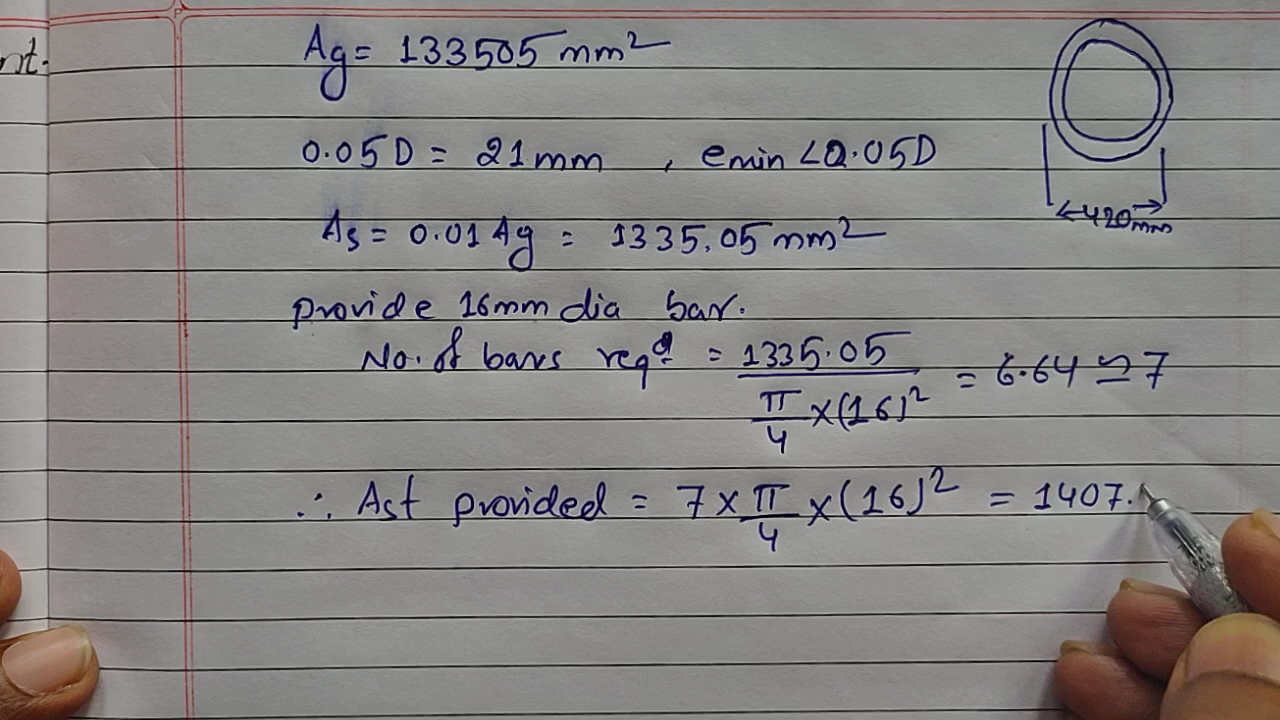 nt.
Ag = 133505 mm²
0.05D = 21mm , emin < 0.05D
←420mm→
As = 0.01 Ag = 1335.05 mm²
provide 16mm dia bar.
No. of bars reqd = 1335.05 / π/4 × (16)² = 6.64 ≃ 7
∴ Ast provided = 7 × π/4 × (16)² = 1407.